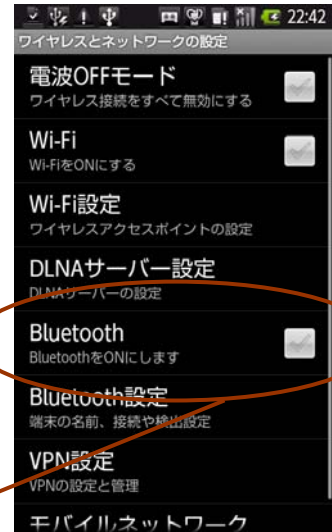 22:42
ワイヤレスとネットワークの設定
電波OFFモード
ワイヤレス接続をすべて無効にする
Wi-Fi
Wi-FiをONにする
Wi-Fi設定
ワイヤレスアクセスポイントの設定
DLNAサーバー設定
DLNAサーバーの設定
Bluetooth
BluetoothをONにします
Bluetooth設定
端末の名前、接続や検出設定
VPN設定
VPNの設定と管理
モバイルネットワーク